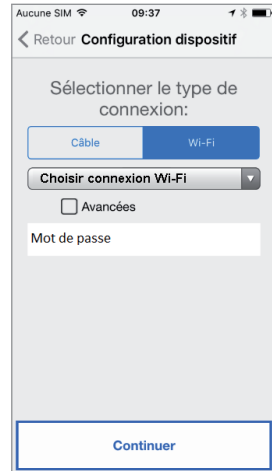 Aucune SIM 09:37
Retour Configuration dispositif
Sélectionner le type de
connexion:
Câble Wi-Fi
Choisir connexion Wi-Fi
Avancées
Mot de passe
Continuer